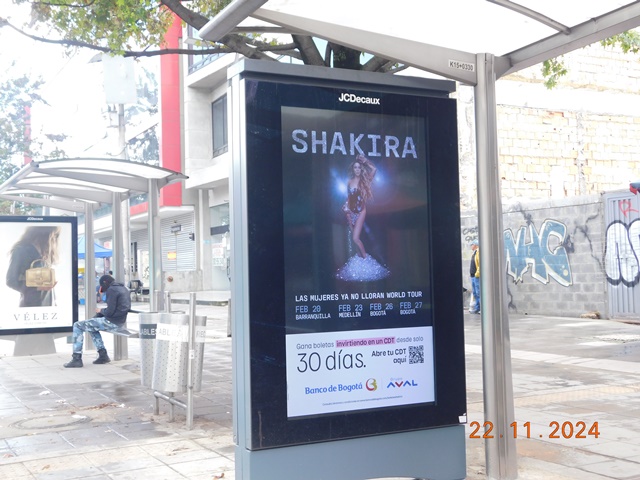 K10+0330
JCDecaux
SHAKIRA
LAS MUJERES YA NO LLORAN WORLD TOUR
FEB 20 FEB 23 FEB 26 FEB 27
BARRANQUILLA MEDELLÍN BOGOTÁ BOGOTÁ
Gana boletas invirtiendo en un CDT desde solo
30 días.
Abre tu CDT
aquí
Banco de Bogotá
AVAL
JCDecaux
VÉLEZ
22.11.2024